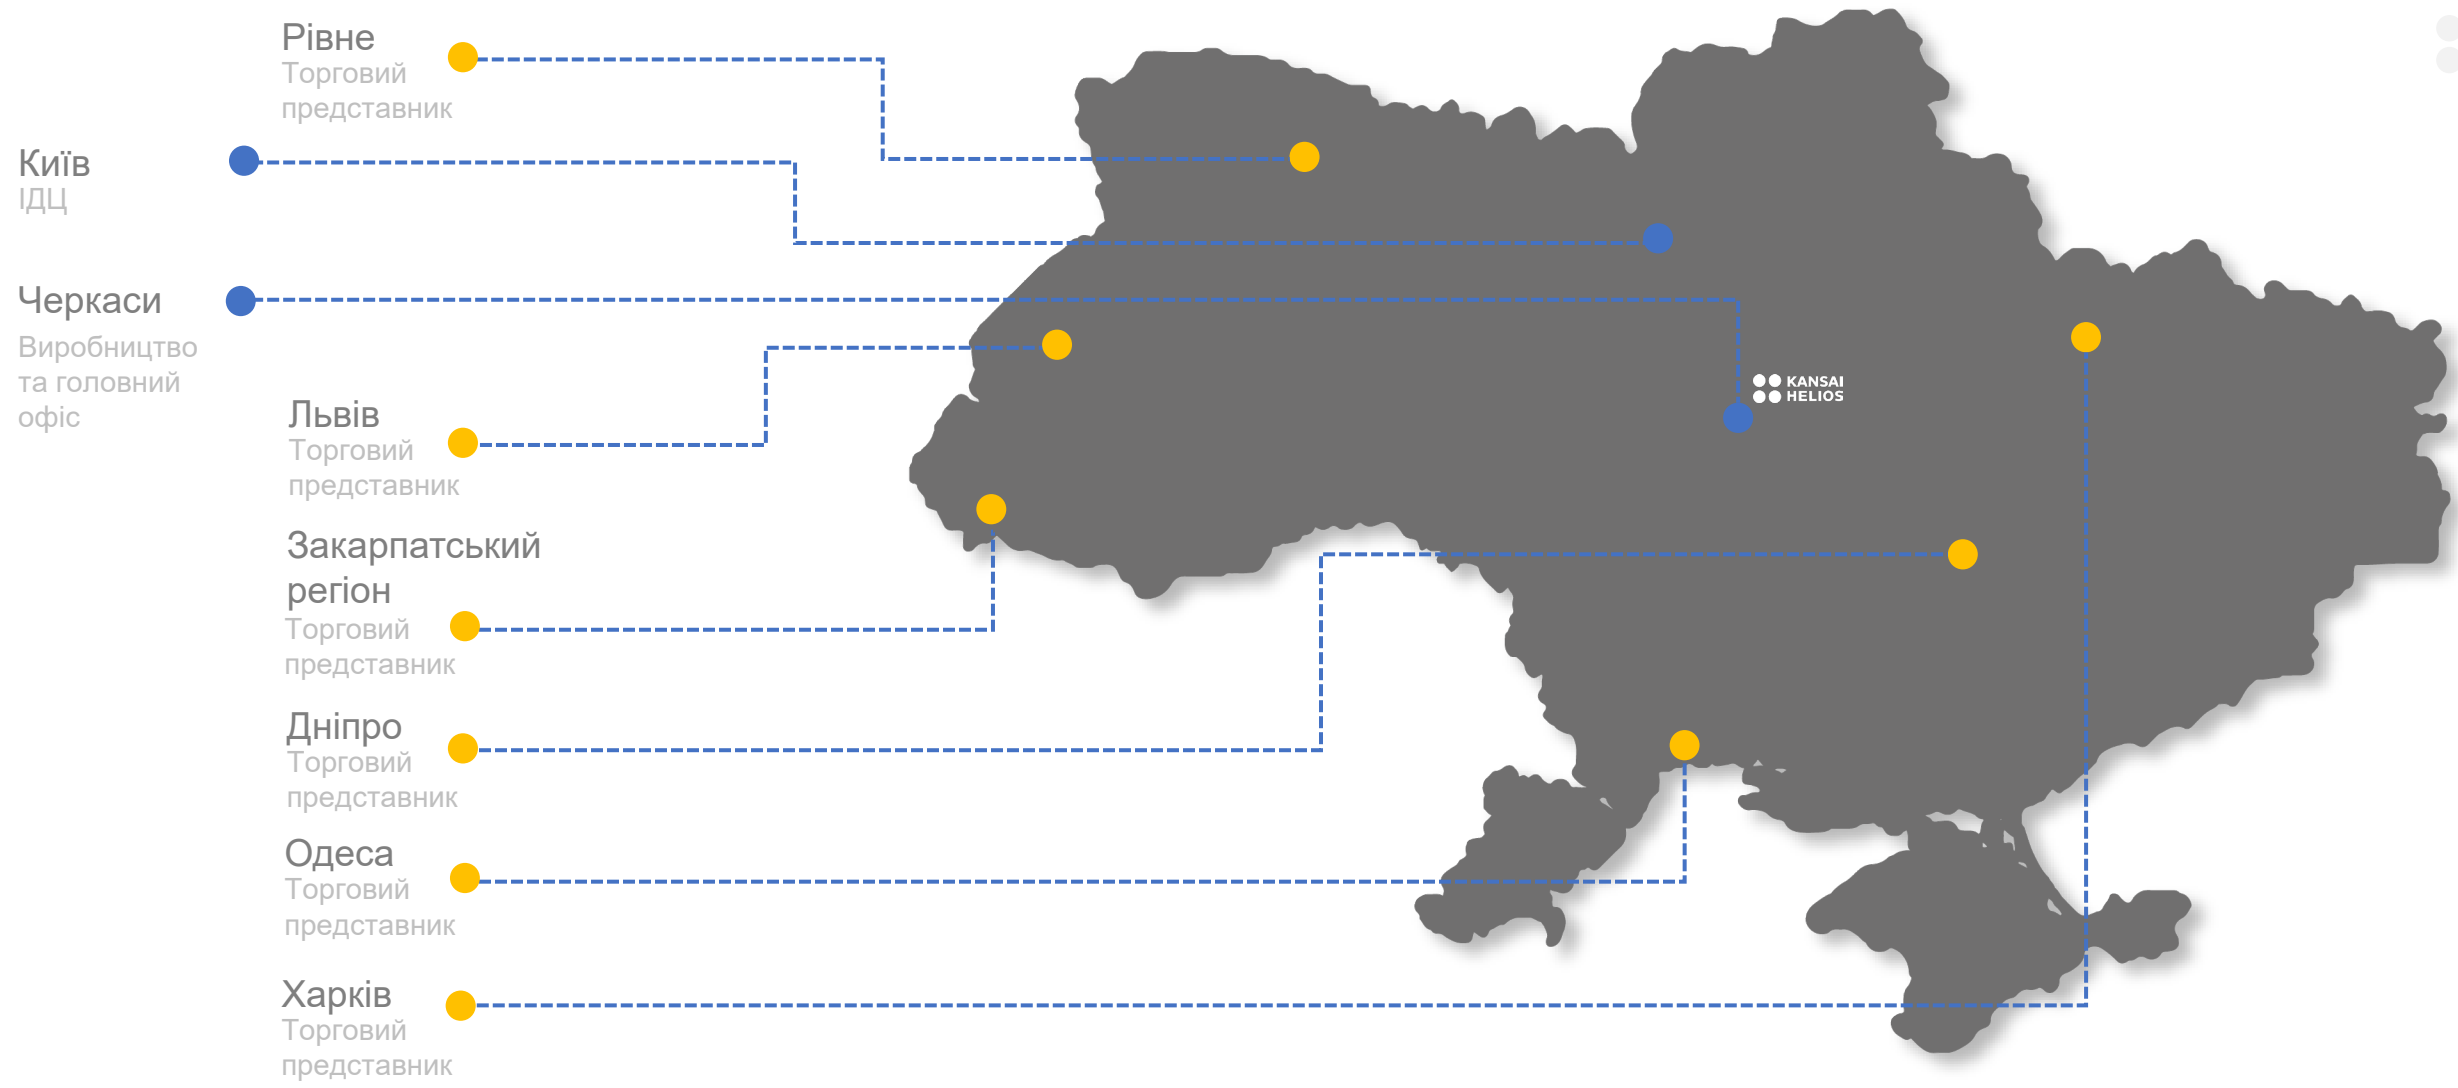 Рівне
Торговий
представник
Київ
ІДЦ
Черкаси
Виробництво
та головний
офіс
KANSAI
HELIOS
Львів
Торговий
представник
Закарпатський
регіон
Торговий
представник
Дніпро
Торговий
представник
Одеса
Торговий
представник
Харків
Торговий
представник